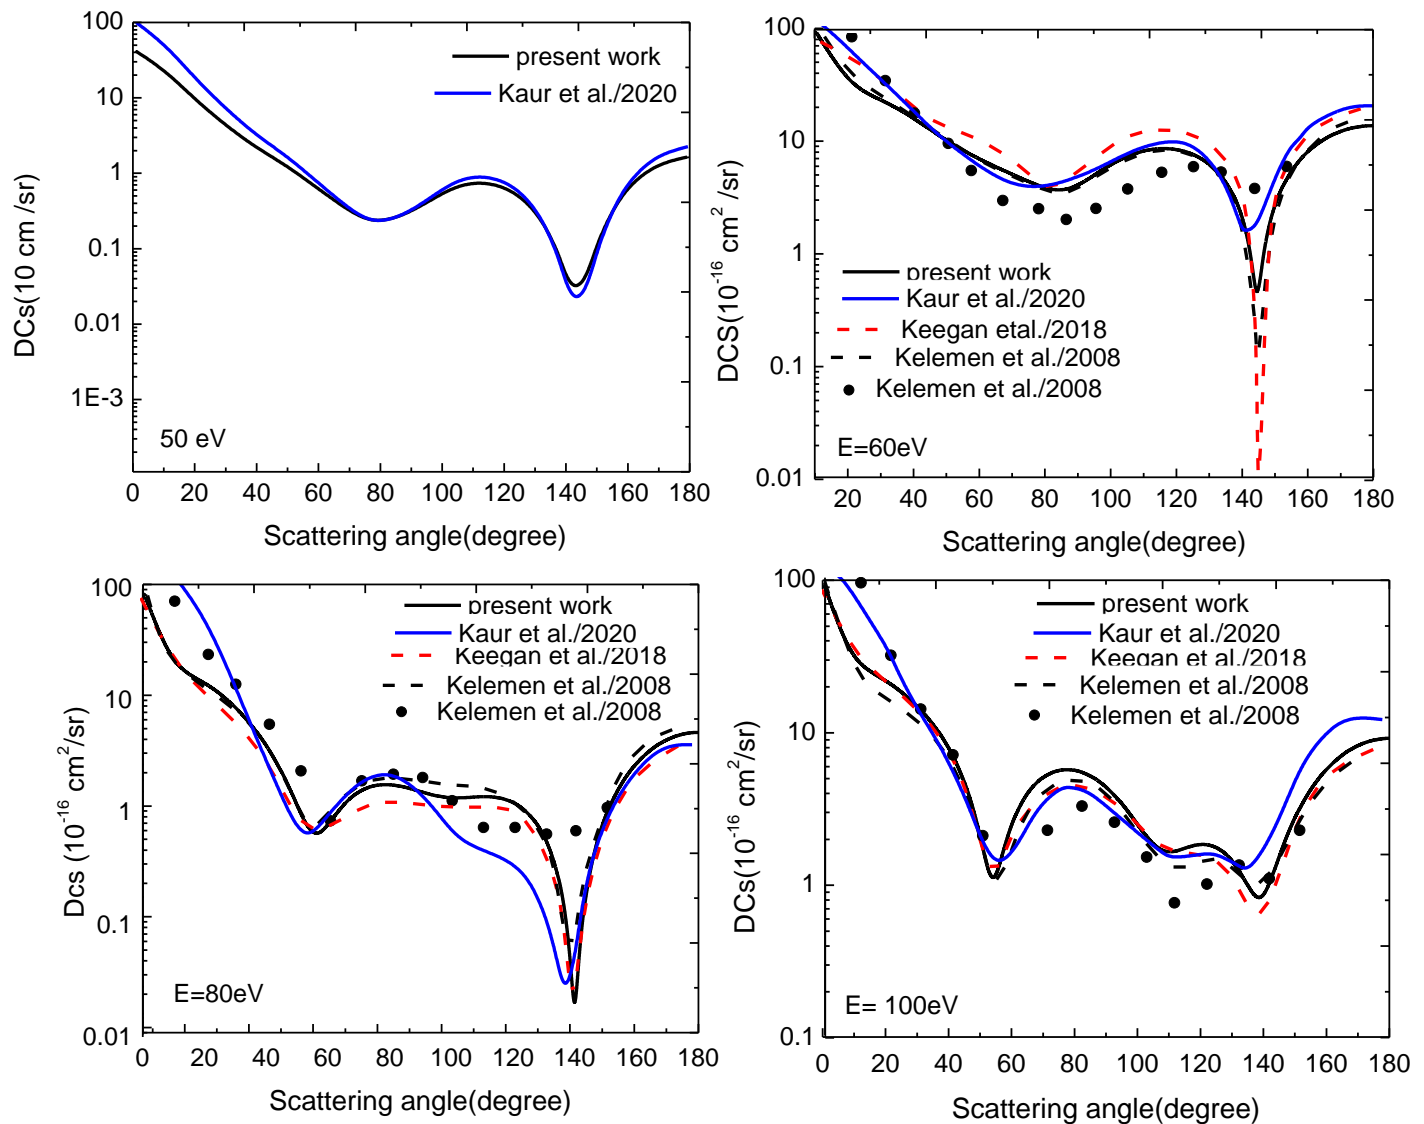 100
10
1
0.1
0.01
1E-3
DCs(10 cm /sr)
present work
Kaur et al./2020
50 eV
0 20 40 60 80 100 120 140 160 180
Scattering angle(degree)
100
10
1
0.1
0.01
DCS(10⁻¹⁶ cm² /sr)
present work
Kaur et al./2020
Keegan etal./2018
Kelemen et al./2008
Kelemen et al./2008
E=60eV
20 40 60 80 100 120 140 160 180
Scattering angle(degree)
100
10
1
0.1
0.01
Dcs (10⁻¹⁶ cm²/sr)
present work
Kaur et al./2020
Keegan et al./2018
Kelemen et al./2008
Kelemen et al./2008
E=80eV
0 20 40 60 80 100 120 140 160 180
Scattering angle(degree)
100
10
1
0.1
DCs(10⁻¹⁶ cm²/sr)
present work
Kaur et al./2020
Keegan et al./2018
Kelemen et al./2008
Kelemen et al./2008
E= 100eV
0 20 40 60 80 100 120 140 160 180
Scattering angle(degree)